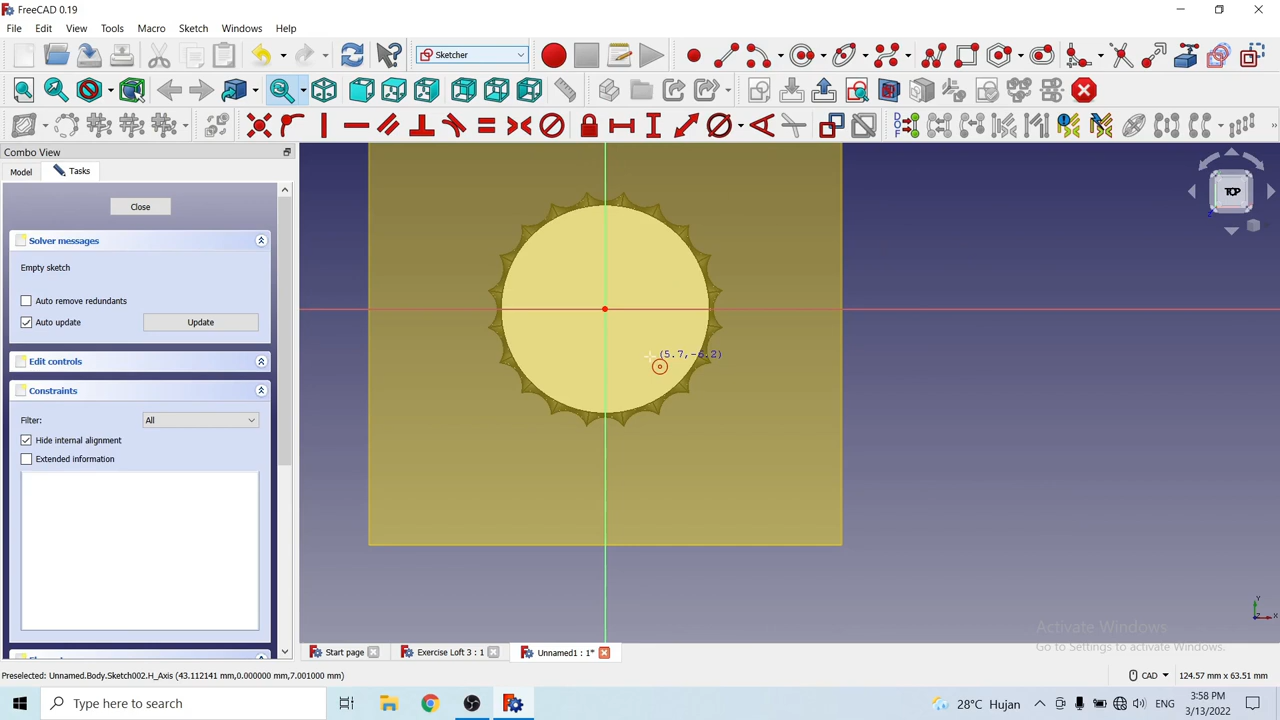 FreeCAD 0.19
File Edit View Tools Macro Sketch Windows Help
Sketcher
Combo View
Model Tasks
Close
Solver messages
Empty sketch
Auto remove redundants
Auto update Update
Edit controls
Constraints
Filter: All
Hide internal alignment
Extended information
TOP
(5.7,-6.2)
Y
X
Z
DOF
Activate Windows
Go to Settings to activate Windows.
Start page Exercise Loft 3 : 1 Unnamed1 : 1*
Preselected: Unnamed.Body.Sketch002.H_Axis (43.112141 mm,0.000000 mm,7.001000 mm) CAD 124.57 mm x 63.51 mm
Type here to search 28°C Hujan 3:58 PM
3/13/2022